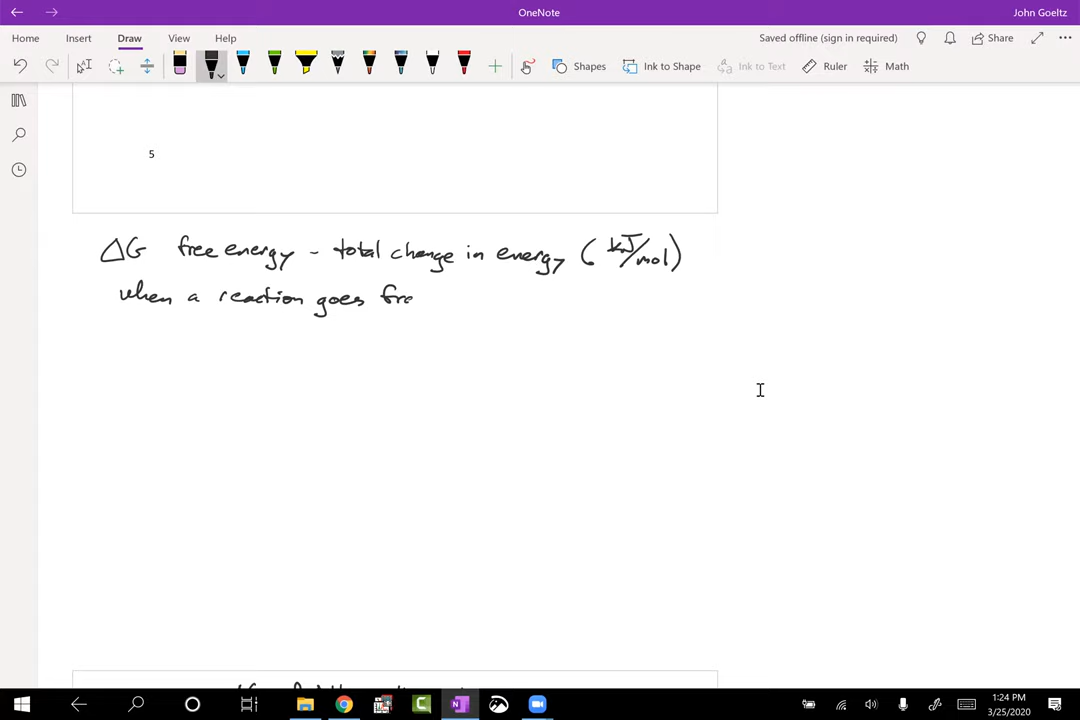 OneNote
John Goeltz
Home Insert Draw View Help
Saved offline (sign in required) Share
Shapes Ink to Shape Ink to Text Ruler Math
5
ΔG free energy - total change in energy (kJ/mol)
when a reaction goes fro
1:24 PM
3/25/2020